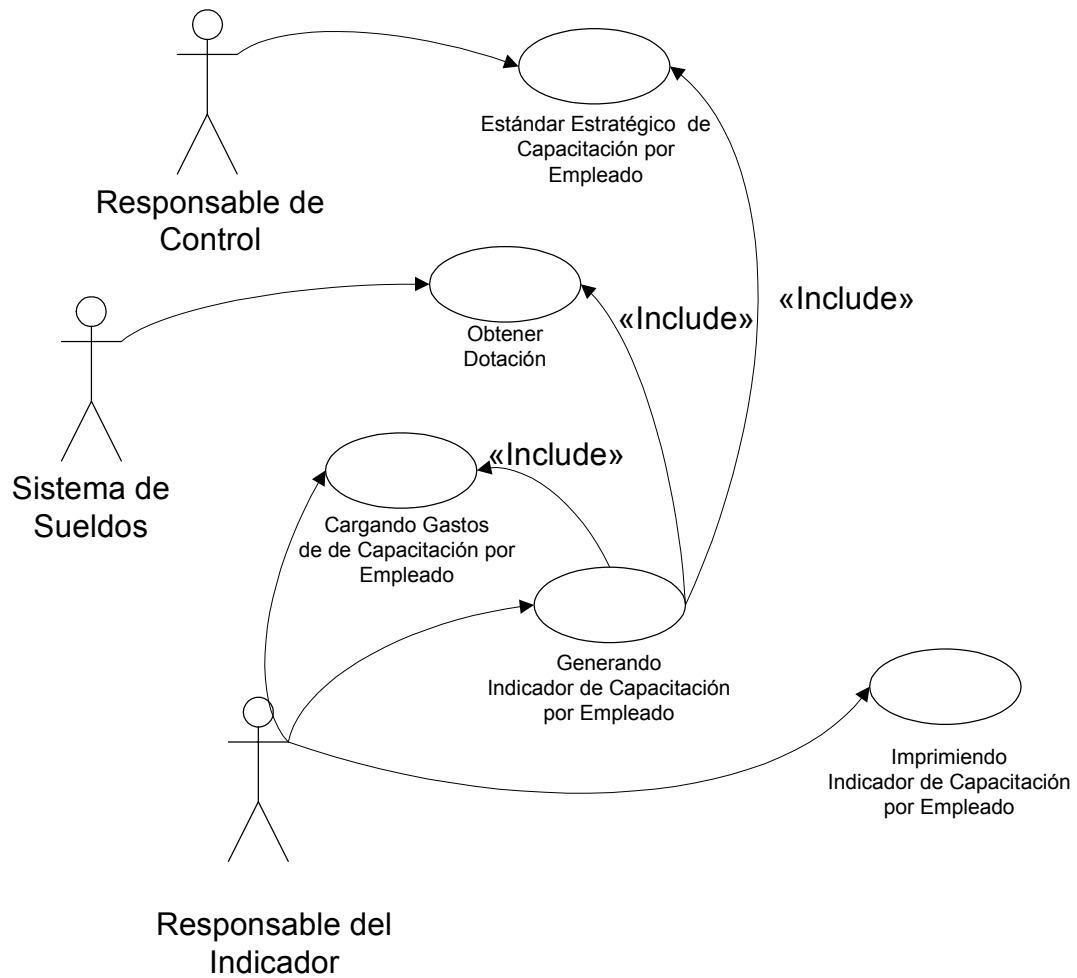 Estándar Estratégico de
Capacitación por
Empleado
Responsable de
Control
«Include»
«Include»
Obtener
Dotación
«Include»
Sistema de
Sueldos
Cargando Gastos
de de Capacitación por
Empleado
Generando
Indicador de Capacitación
por Empleado
Imprimiendo
Indicador de Capacitación
por Empleado
Responsable del
Indicador